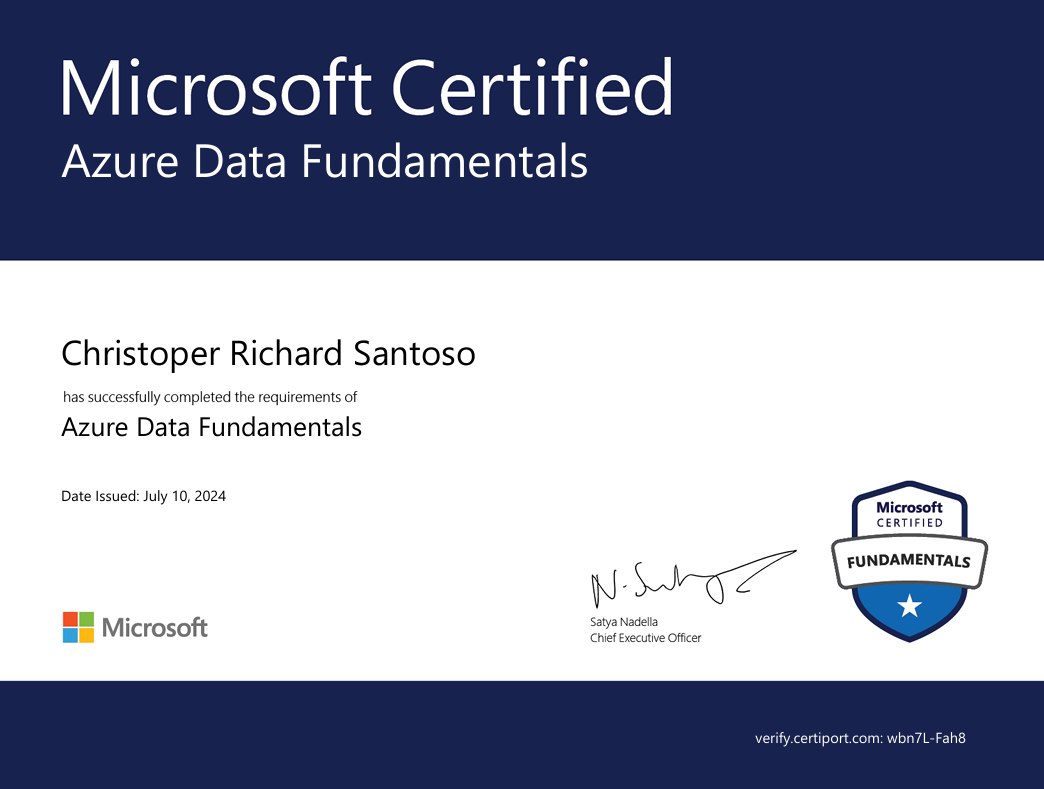 Microsoft Certified
Azure Data Fundamentals
Christoper Richard Santoso
has successfully completed the requirements of
Azure Data Fundamentals
Date Issued: July 10, 2024
Microsoft
CERTIFIED
FUNDAMENTALS
Satya Nadella
Chief Executive Officer
Microsoft
verify.certiport.com: wbn7L-Fah8